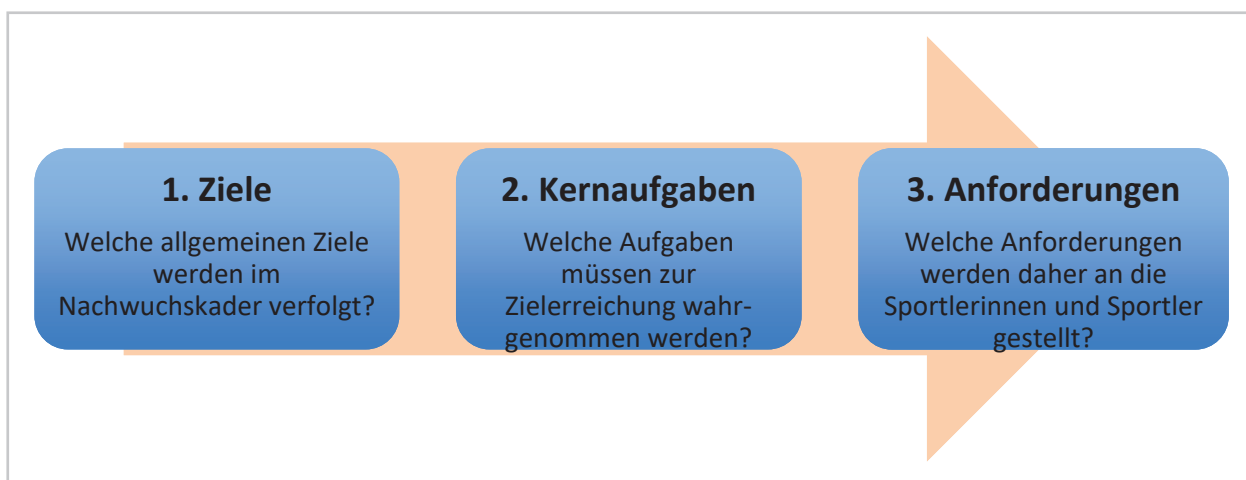 1. Ziele
Welche allgemeinen Ziele
werden im
Nachwuchskader verfolgt?
2. Kernaufgaben
Welche Aufgaben
müssen zur
Zielerreichung wahr-
genommen werden?
3. Anforderungen
Welche Anforderungen
werden daher an die
Sportlerinnen und Sportler
gestellt?